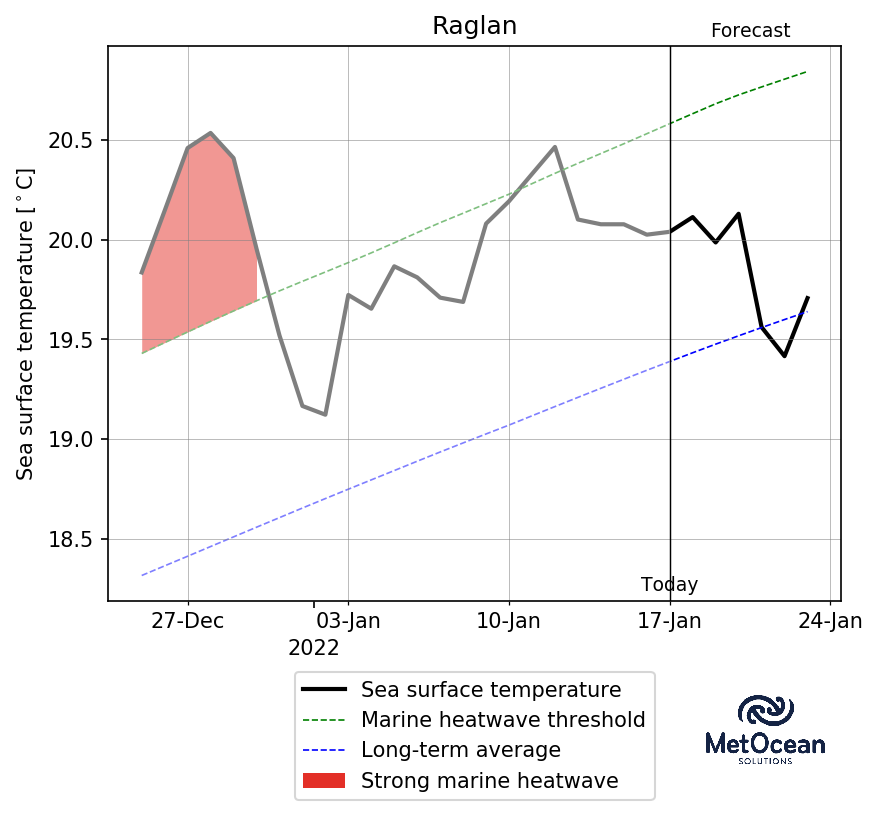 Raglan
Forecast
Sea surface temperature [°C]
20.5
20.0
19.5
19.0
18.5
Today
27-Dec 03-Jan 10-Jan 17-Jan 24-Jan
2022
Sea surface temperature
Marine heatwave threshold
Long-term average
Strong marine heatwave
MetOcean
SOLUTIONS